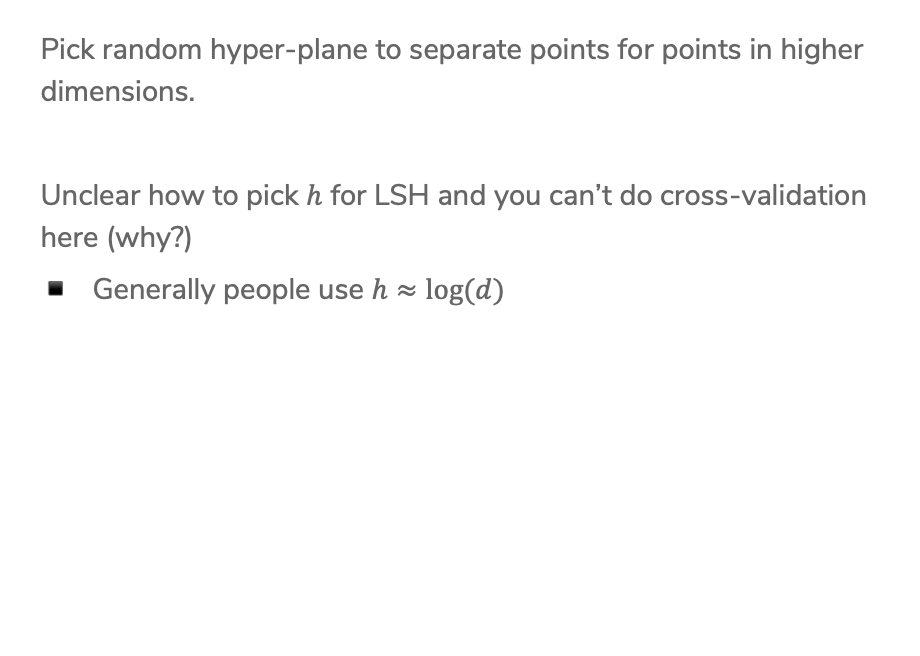 Pick random hyper-plane to separate points for points in higher
dimensions.
Unclear how to pick h for LSH and you can’t do cross-validation
here (why?)
▪ Generally people use h ≈ log(d)